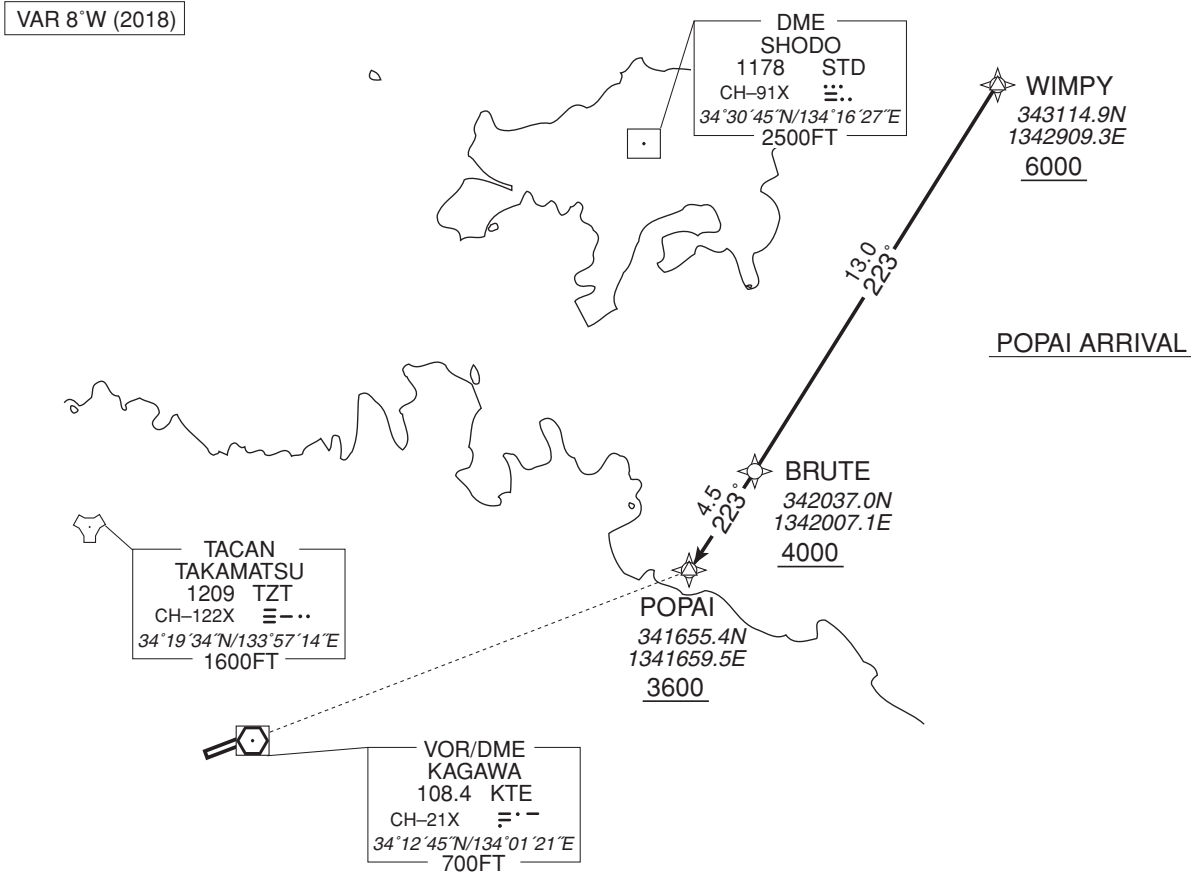 VAR 8°W (2018)
DME
SHODO
1178 STD
CH–91X
34°30´45˝N/134°16´27˝E
2500FT
WIMPY
343114.9N
1342909.3E
6000
13.0
223°
POPAI ARRIVAL
BRUTE
342037.0N
1342007.1E
4000
4.5
223°
POPAI
341655.4N
1341659.5E
3600
TACAN
TAKAMATSU
1209 TZT
CH–122X
34°19´34˝N/133°57´14˝E
1600FT
VOR/DME
KAGAWA
108.4 KTE
CH–21X
34°12´45˝N/134°01´21˝E
700FT